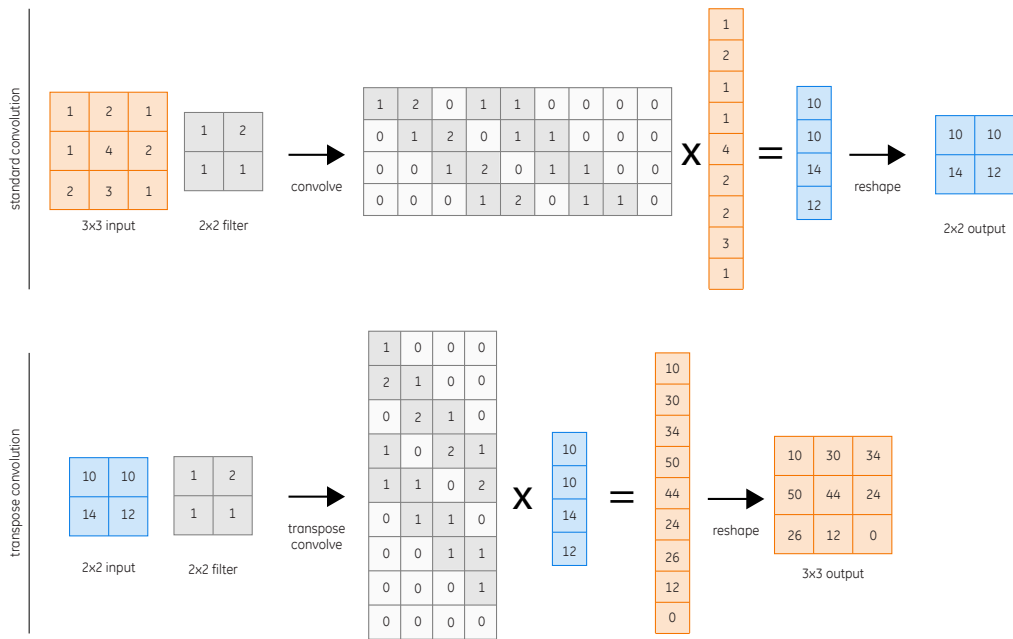 standard convolution
1 2 1
1 4 2
2 3 1
3x3 input
1 2
1 1
2x2 filter
convolve
1 2 0 1 1 0 0 0 0
0 1 2 0 1 1 0 0 0
0 0 1 2 0 1 1 0 0
0 0 0 1 2 0 1 1 0
x
1
2
1
1
4
2
2
3
1
=
10
10
14
12
reshape
10 10
14 12
2x2 output
transpose convolution
10 10
14 12
2x2 input
1 2
1 1
2x2 filter
transpose
convolve
1 0 0 0
2 1 0 0
0 2 1 0
1 0 2 1
1 1 0 2
0 1 1 0
0 0 1 1
0 0 0 1
0 0 0 0
x
10
10
14
12
=
10
30
34
50
44
24
26
12
0
reshape
10 30 34
50 44 24
26 12 0
3x3 output